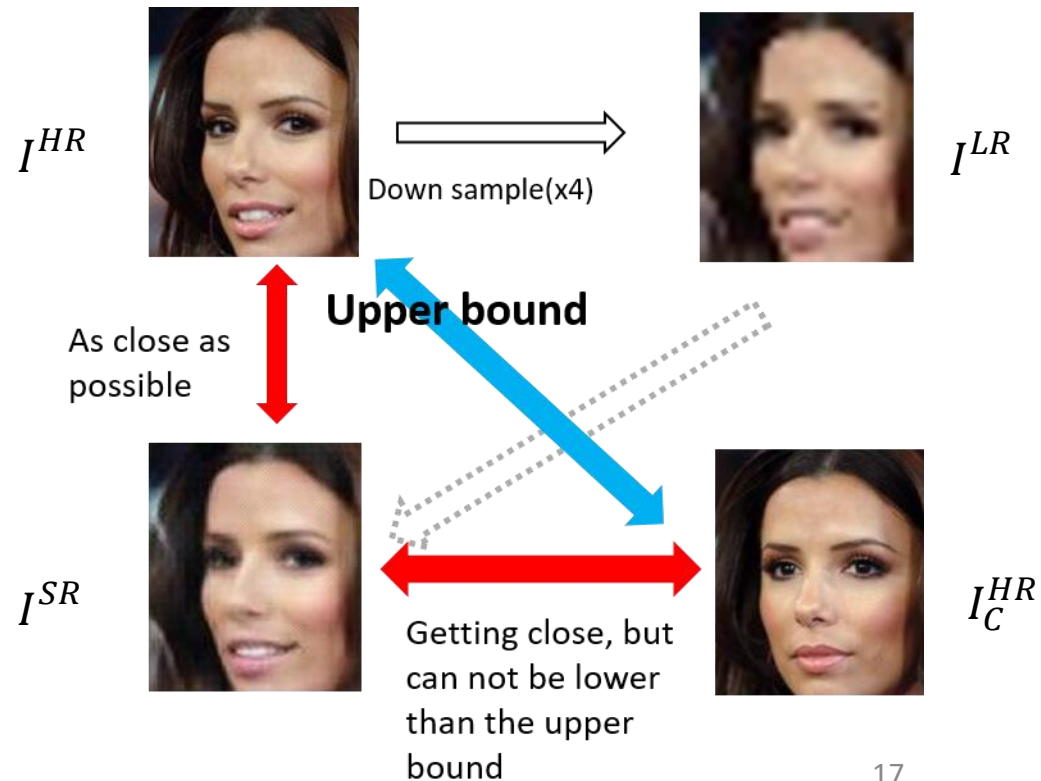 I^{HR}
Down sample(x4)
I^{LR}
Upper bound
As close as
possible
I^{SR}
Getting close, but
can not be lower
than the upper
bound
I_C^{HR}
17